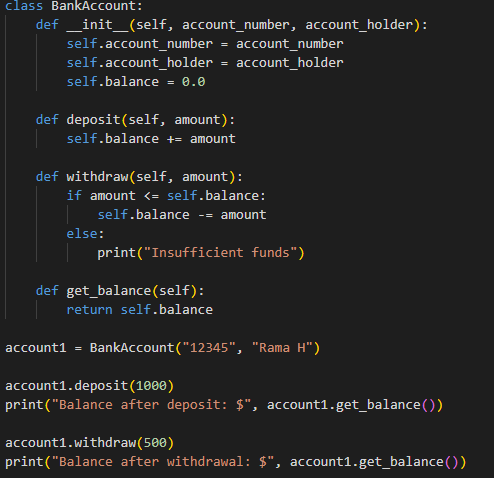 class BankAccount:
    def __init__(self, account_number, account_holder):
        self.account_number = account_number
        self.account_holder = account_holder
        self.balance = 0.0

    def deposit(self, amount):
        self.balance += amount

    def withdraw(self, amount):
        if amount <= self.balance:
            self.balance -= amount
        else:
            print("Insufficient funds")

    def get_balance(self):
        return self.balance

account1 = BankAccount("12345", "Rama H")

account1.deposit(1000)
print("Balance after deposit: $", account1.get_balance())

account1.withdraw(500)
print("Balance after withdrawal: $", account1.get_balance())